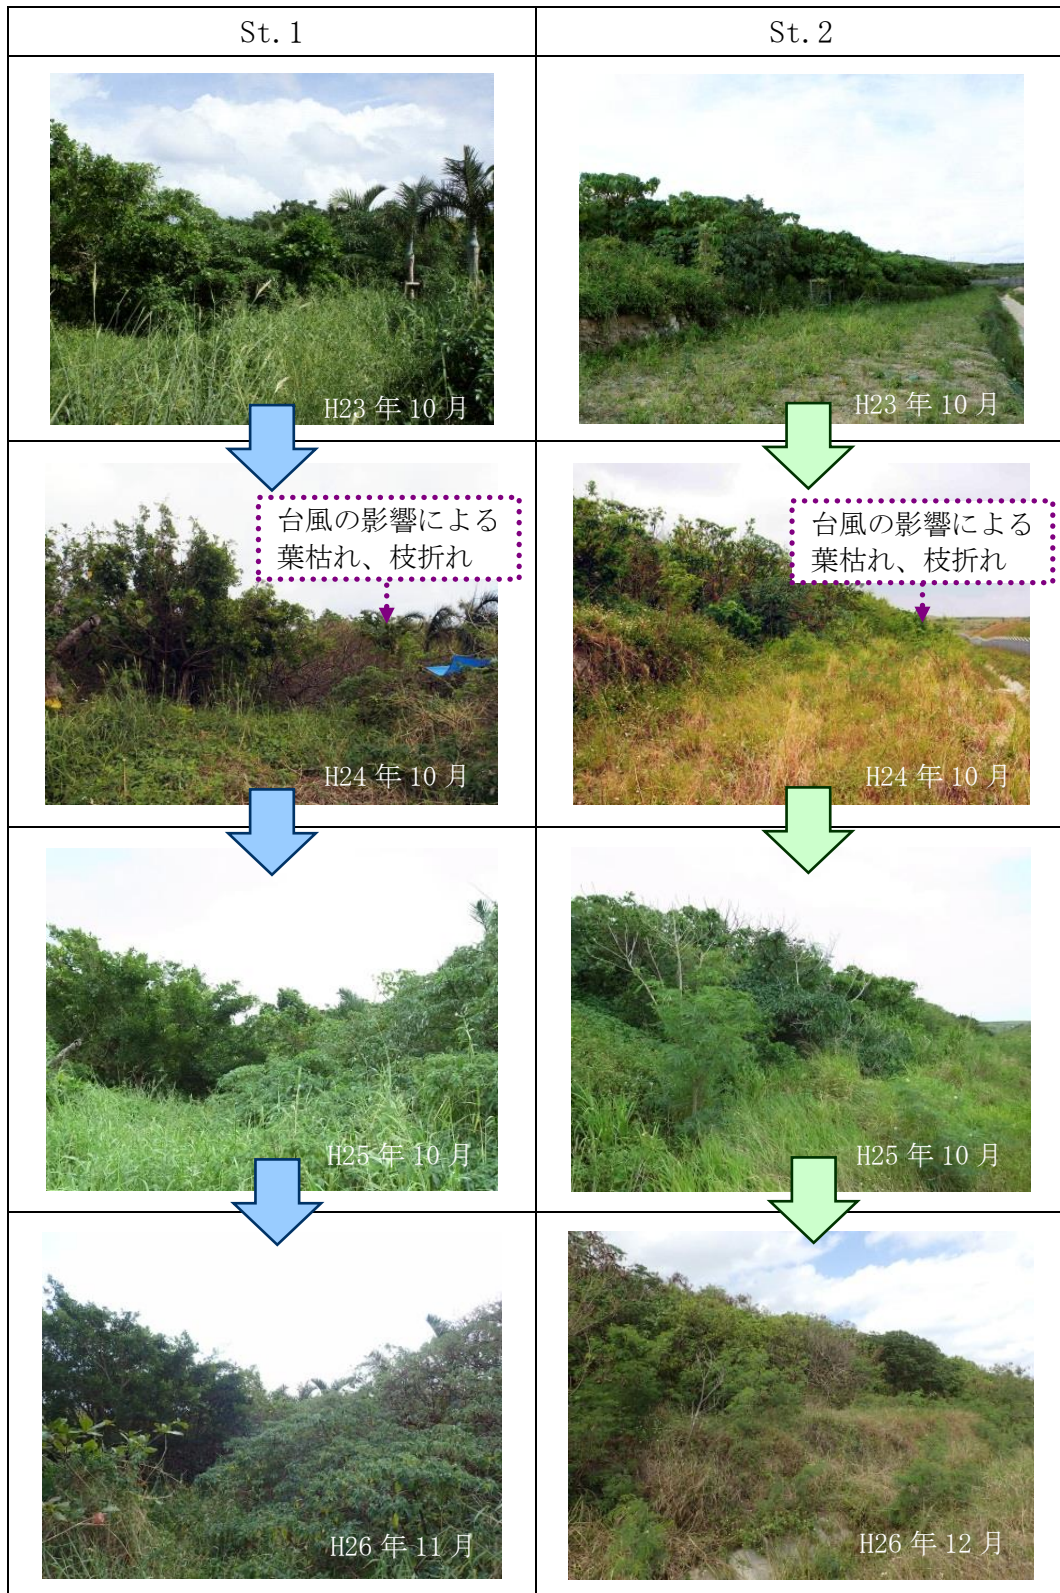 St.1
St.2
H23年10月
H23年10月
台風の影響による
葉枯れ、枝折れ
台風の影響による
葉枯れ、枝折れ
H24年10月
H24年10月
H25年10月
H25年10月
H26年11月
H26年12月